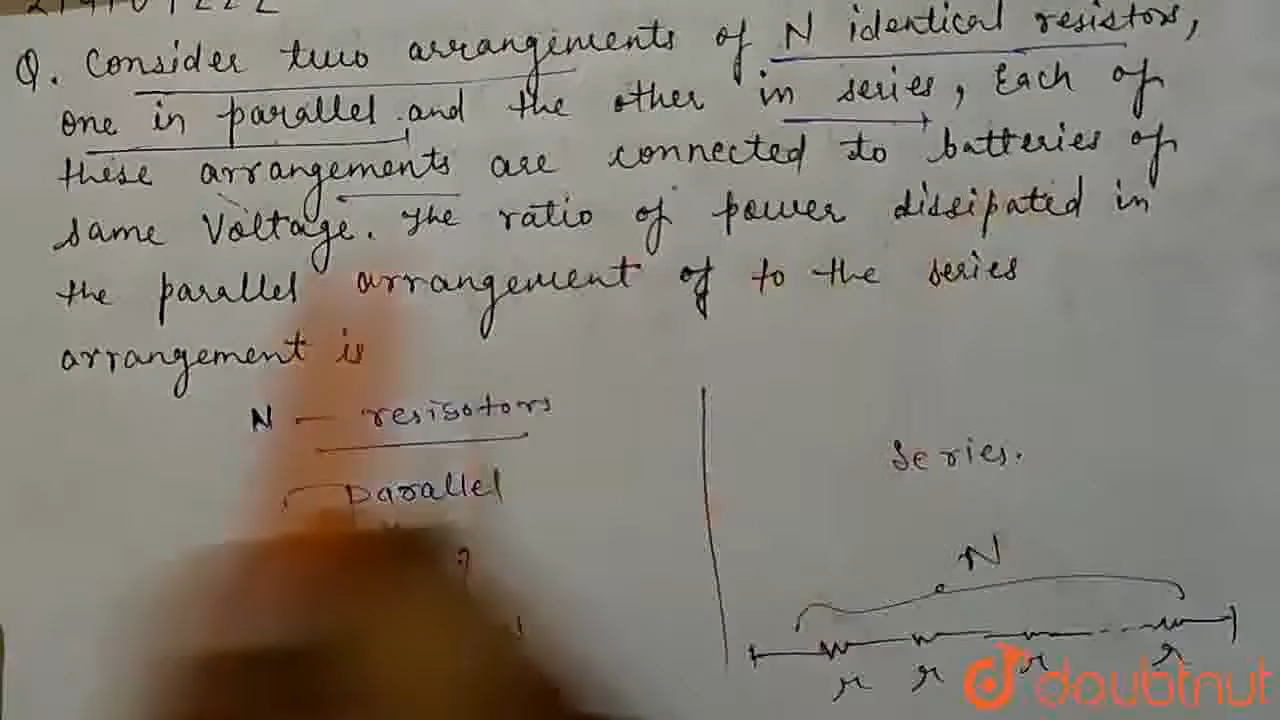 Q. Consider two arrangements of N identical resistors,
one in parallel and the other in series, Each of
these arrangements are connected to batteries of
same Voltage. The ratio of power dissipated in
the parallel arrangement of to the series
arrangement is
N — resisotors
parallel
Series.
N
r r r r
doubtnut